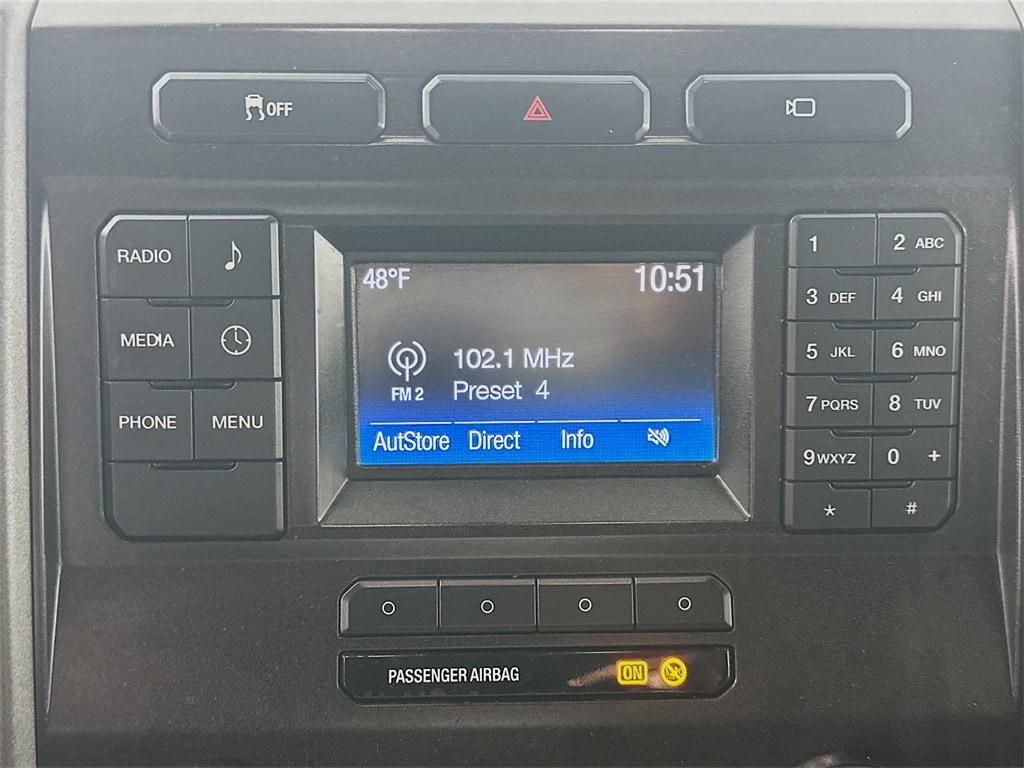 OFF
RADIO
MEDIA
PHONE MENU
48°F 10:51
102.1 MHz
FM 2 Preset 4
AutStore Direct Info
1 2 ABC
3 DEF 4 GHI
5 JKL 6 MNO
7 PQRS 8 TUV
9 WXYZ 0 +
* #
PASSENGER AIRBAG ON